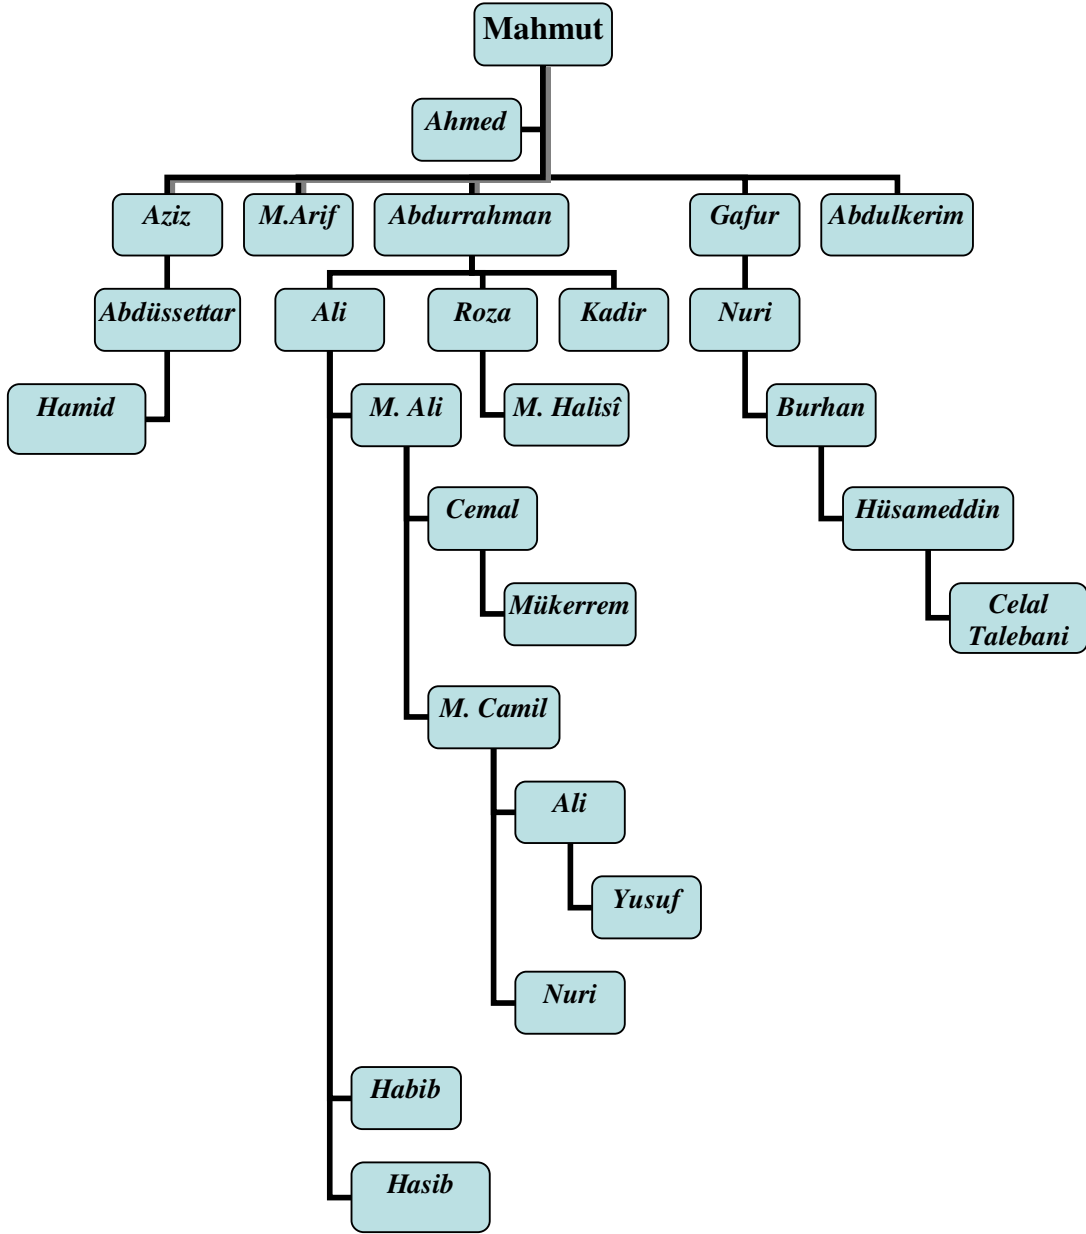 Mahmut
Ahmed
Aziz
M.Arif
Abdurrahman
Gafur
Abdulkerim
Abdüssettar
Ali
Roza
Kadir
Nuri
Hamid
M. Ali
M. Halisî
Burhan
Cemal
Hüsameddin
Mükerrem
Celal
Talebani
M. Camil
Ali
Yusuf
Nuri
Habib
Hasib